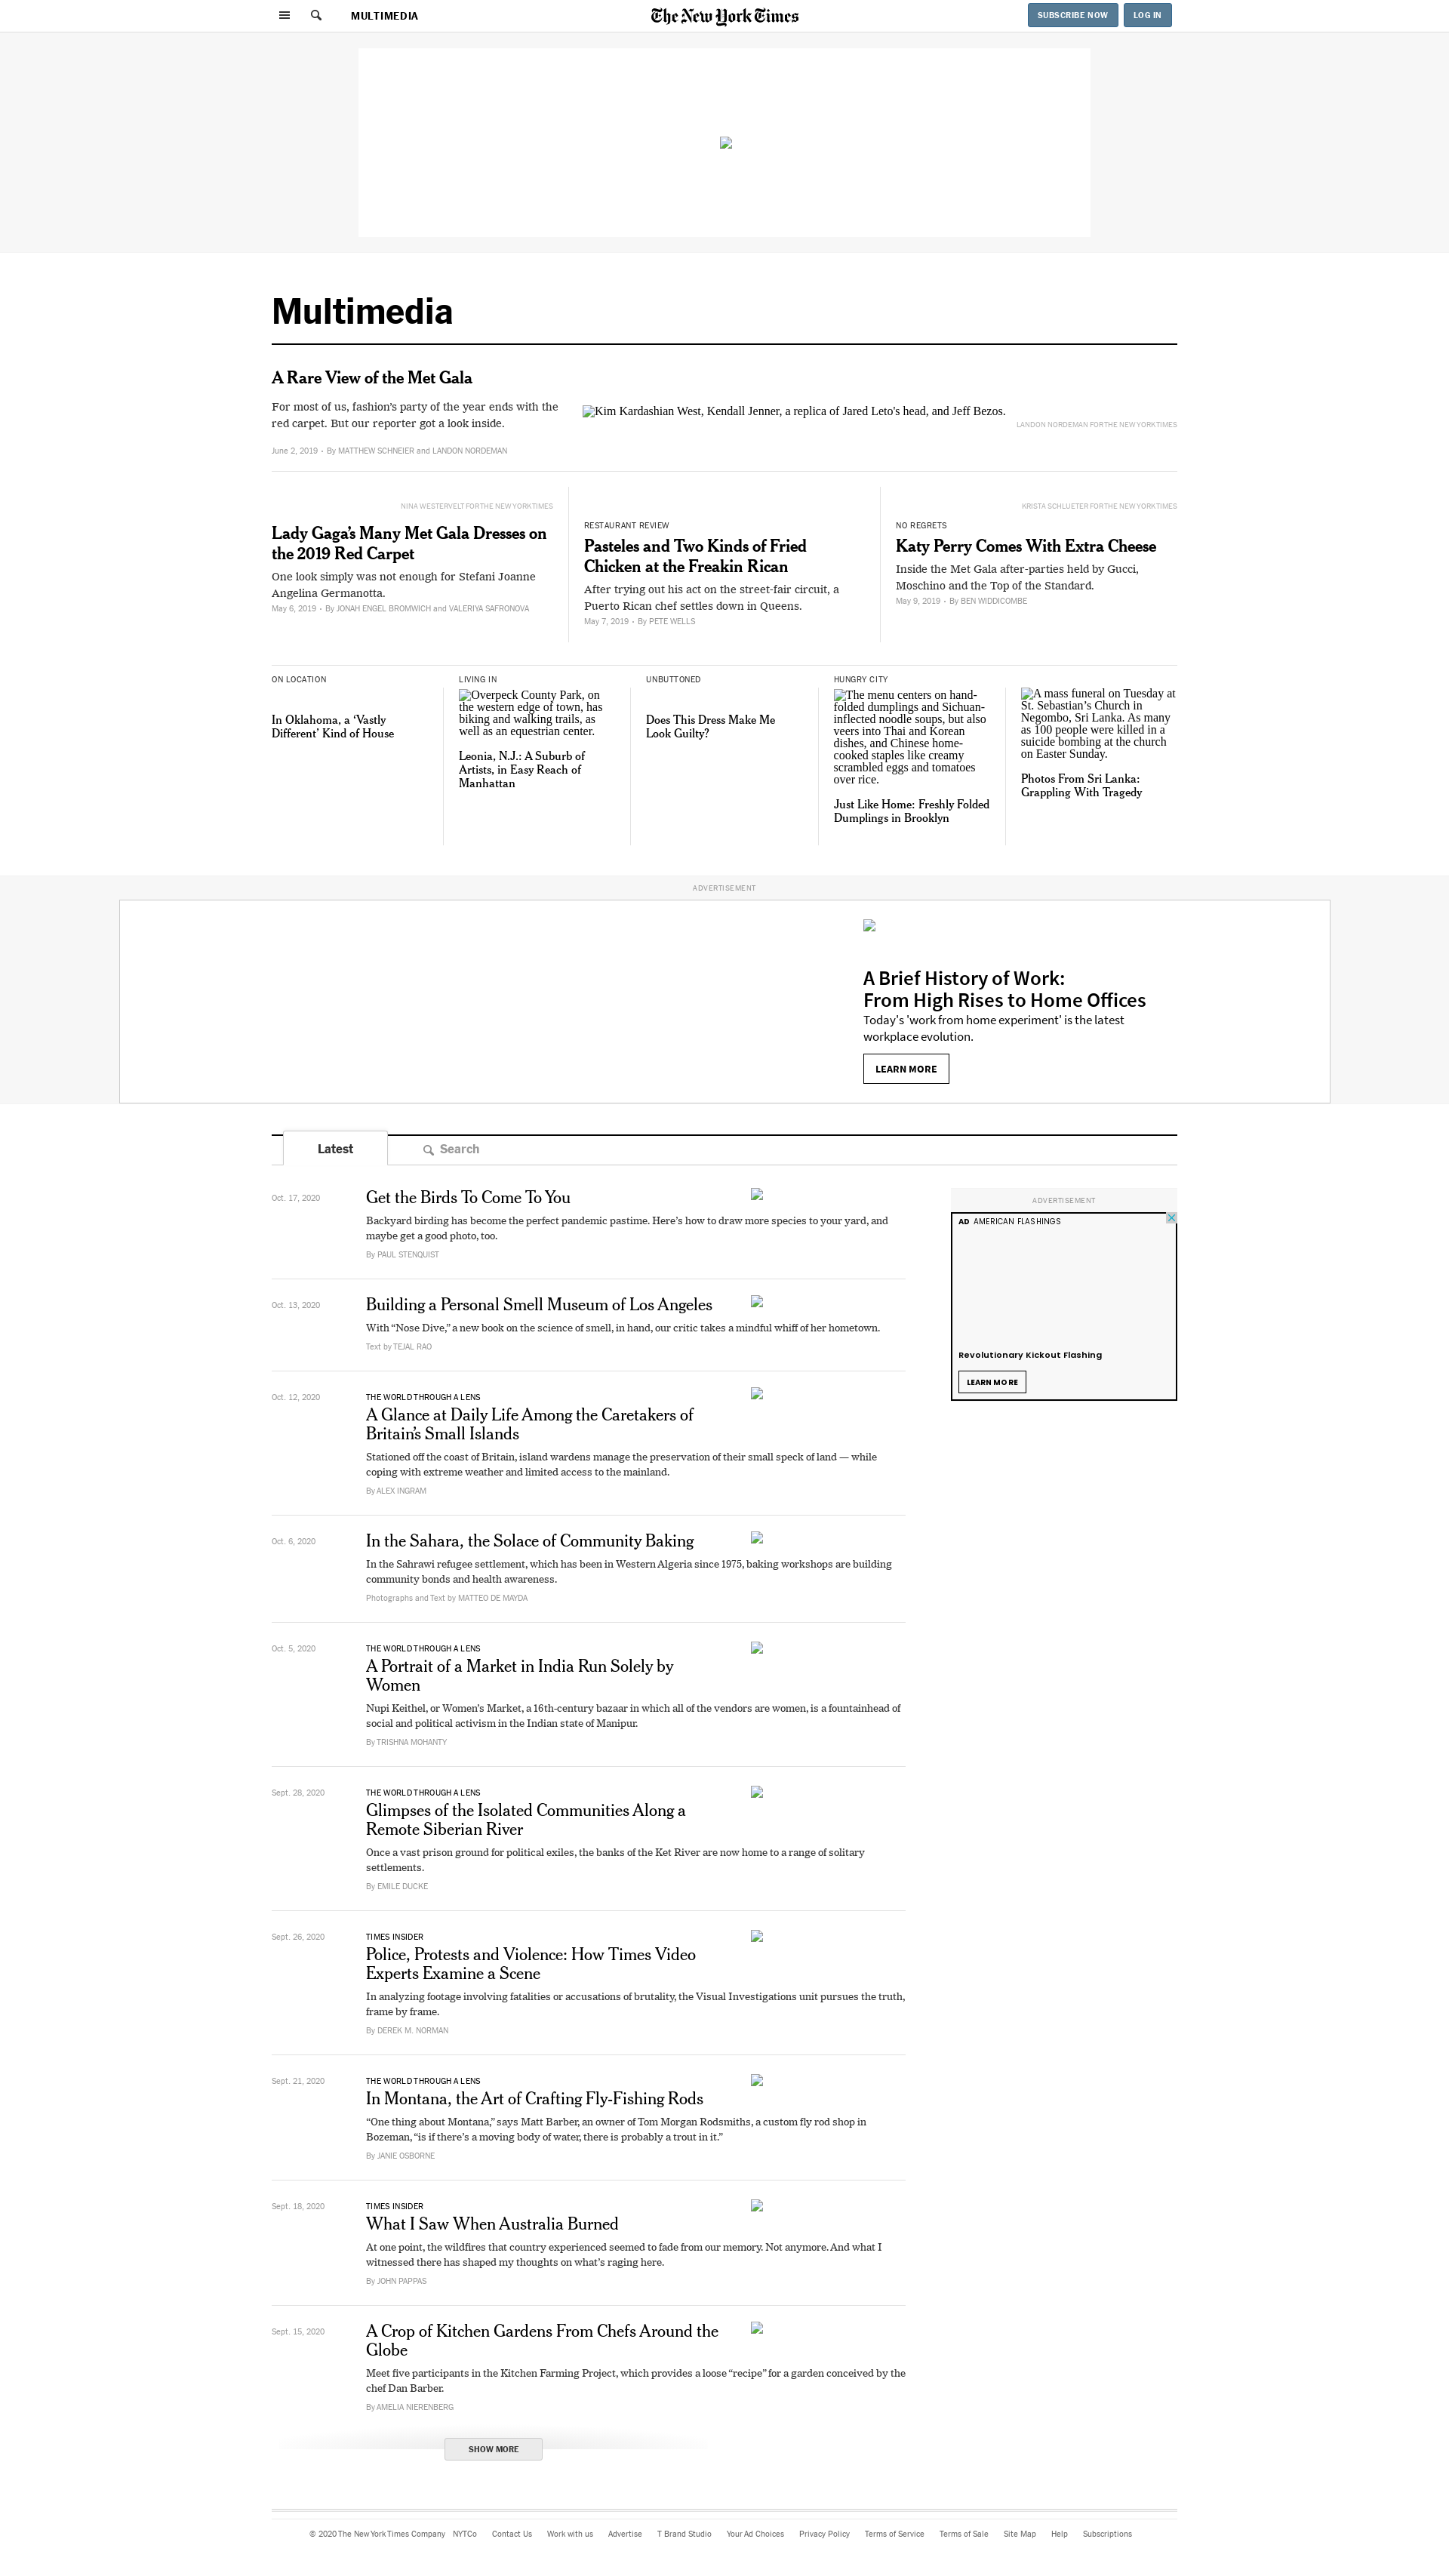 MULTIMEDIA
The New York Times
SUBSCRIBE NOW
LOG IN
Multimedia
A Rare View of the Met Gala
For most of us, fashion’s party of the year ends with the
red carpet. But our reporter got a look inside.
June 2, 2019 • By MATTHEW SCHNEIER and LANDON NORDEMAN
Kim Kardashian West, Kendall Jenner, a replica of Jared Leto's head, and Jeff Bezos.
LANDON NORDEMAN FOR THE NEW YORK TIMES
NINA WESTERVELT FOR THE NEW YORK TIMES
Lady Gaga’s Many Met Gala Dresses on
the 2019 Red Carpet
One look simply was not enough for Stefani Joanne
Angelina Germanotta.
May 6, 2019 • By JONAH ENGEL BROMWICH and VALERIYA SAFRONOVA
RESTAURANT REVIEW
Pasteles and Two Kinds of Fried
Chicken at the Freakin Rican
After trying out his act on the street-fair circuit, a
Puerto Rican chef settles down in Queens.
May 7, 2019 • By PETE WELLS
KRISTA SCHLUETER FOR THE NEW YORK TIMES
NO REGRETS
Katy Perry Comes With Extra Cheese
Inside the Met Gala after-parties held by Gucci,
Moschino and the Top of the Standard.
May 9, 2019 • By BEN WIDDICOMBE
ON LOCATION
In Oklahoma, a ‘Vastly
Different’ Kind of House
LIVING IN
Overpeck County Park, on
the western edge of town, has
biking and walking trails, as
well as an equestrian center.
Leonia, N.J.: A Suburb of
Artists, in Easy Reach of
Manhattan
UNBUTTONED
Does This Dress Make Me
Look Guilty?
HUNGRY CITY
The menu centers on hand-
folded dumplings and Sichuan-
inflected noodle soups, but also
veers into Thai and Korean
dishes, and Chinese home-
cooked staples like creamy
scrambled eggs and tomatoes
over rice.
Just Like Home: Freshly Folded
Dumplings in Brooklyn
A mass funeral on Tuesday at
St. Sebastian’s Church in
Negombo, Sri Lanka. As many
as 100 people were killed in a
suicide bombing at the church
on Easter Sunday.
Photos From Sri Lanka:
Grappling With Tragedy
ADVERTISEMENT
A Brief History of Work:
From High Rises to Home Offices
Today's 'work from home experiment' is the latest
workplace evolution.
LEARN MORE
Latest
Search
Oct. 17, 2020
Get the Birds To Come To You
Backyard birding has become the perfect pandemic pastime. Here’s how to draw more species to your yard, and
maybe get a good photo, too.
By PAUL STENQUIST
ADVERTISEMENT
AD AMERICAN FLASHINGS
Revolutionary Kickout Flashing
LEARN MORE
Oct. 13, 2020
Building a Personal Smell Museum of Los Angeles
With “Nose Dive,” a new book on the science of smell, in hand, our critic takes a mindful whiff of her hometown.
Text by TEJAL RAO
Oct. 12, 2020
THE WORLD THROUGH A LENS
A Glance at Daily Life Among the Caretakers of
Britain’s Small Islands
Stationed off the coast of Britain, island wardens manage the preservation of their small speck of land — while
coping with extreme weather and limited access to the mainland.
By ALEX INGRAM
Oct. 6, 2020
In the Sahara, the Solace of Community Baking
In the Sahrawi refugee settlement, which has been in Western Algeria since 1975, baking workshops are building
community bonds and health awareness.
Photographs and Text by MATTEO DE MAYDA
Oct. 5, 2020
THE WORLD THROUGH A LENS
A Portrait of a Market in India Run Solely by
Women
Nupi Keithel, or Women’s Market, a 16th-century bazaar in which all of the vendors are women, is a fountainhead of
social and political activism in the Indian state of Manipur.
By TRISHNA MOHANTY
Sept. 28, 2020
THE WORLD THROUGH A LENS
Glimpses of the Isolated Communities Along a
Remote Siberian River
Once a vast prison ground for political exiles, the banks of the Ket River are now home to a range of solitary
settlements.
By EMILE DUCKE
Sept. 26, 2020
TIMES INSIDER
Police, Protests and Violence: How Times Video
Experts Examine a Scene
In analyzing footage involving fatalities or accusations of brutality, the Visual Investigations unit pursues the truth,
frame by frame.
By DEREK M. NORMAN
Sept. 21, 2020
THE WORLD THROUGH A LENS
In Montana, the Art of Crafting Fly-Fishing Rods
“One thing about Montana,” says Matt Barber, an owner of Tom Morgan Rodsmiths, a custom fly rod shop in
Bozeman, “is if there’s a moving body of water, there is probably a trout in it.”
By JANIE OSBORNE
Sept. 18, 2020
TIMES INSIDER
What I Saw When Australia Burned
At one point, the wildfires that country experienced seemed to fade from our memory. Not anymore. And what I
witnessed there has shaped my thoughts on what’s raging here.
By JOHN PAPPAS
Sept. 15, 2020
A Crop of Kitchen Gardens From Chefs Around the
Globe
Meet five participants in the Kitchen Farming Project, which provides a loose “recipe” for a garden conceived by the
chef Dan Barber.
By AMELIA NIERENBERG
SHOW MORE
© 2020 The New York Times Company NYTCo Contact Us Work with us Advertise T Brand Studio Your Ad Choices Privacy Policy Terms of Service Terms of Sale Site Map Help Subscriptions